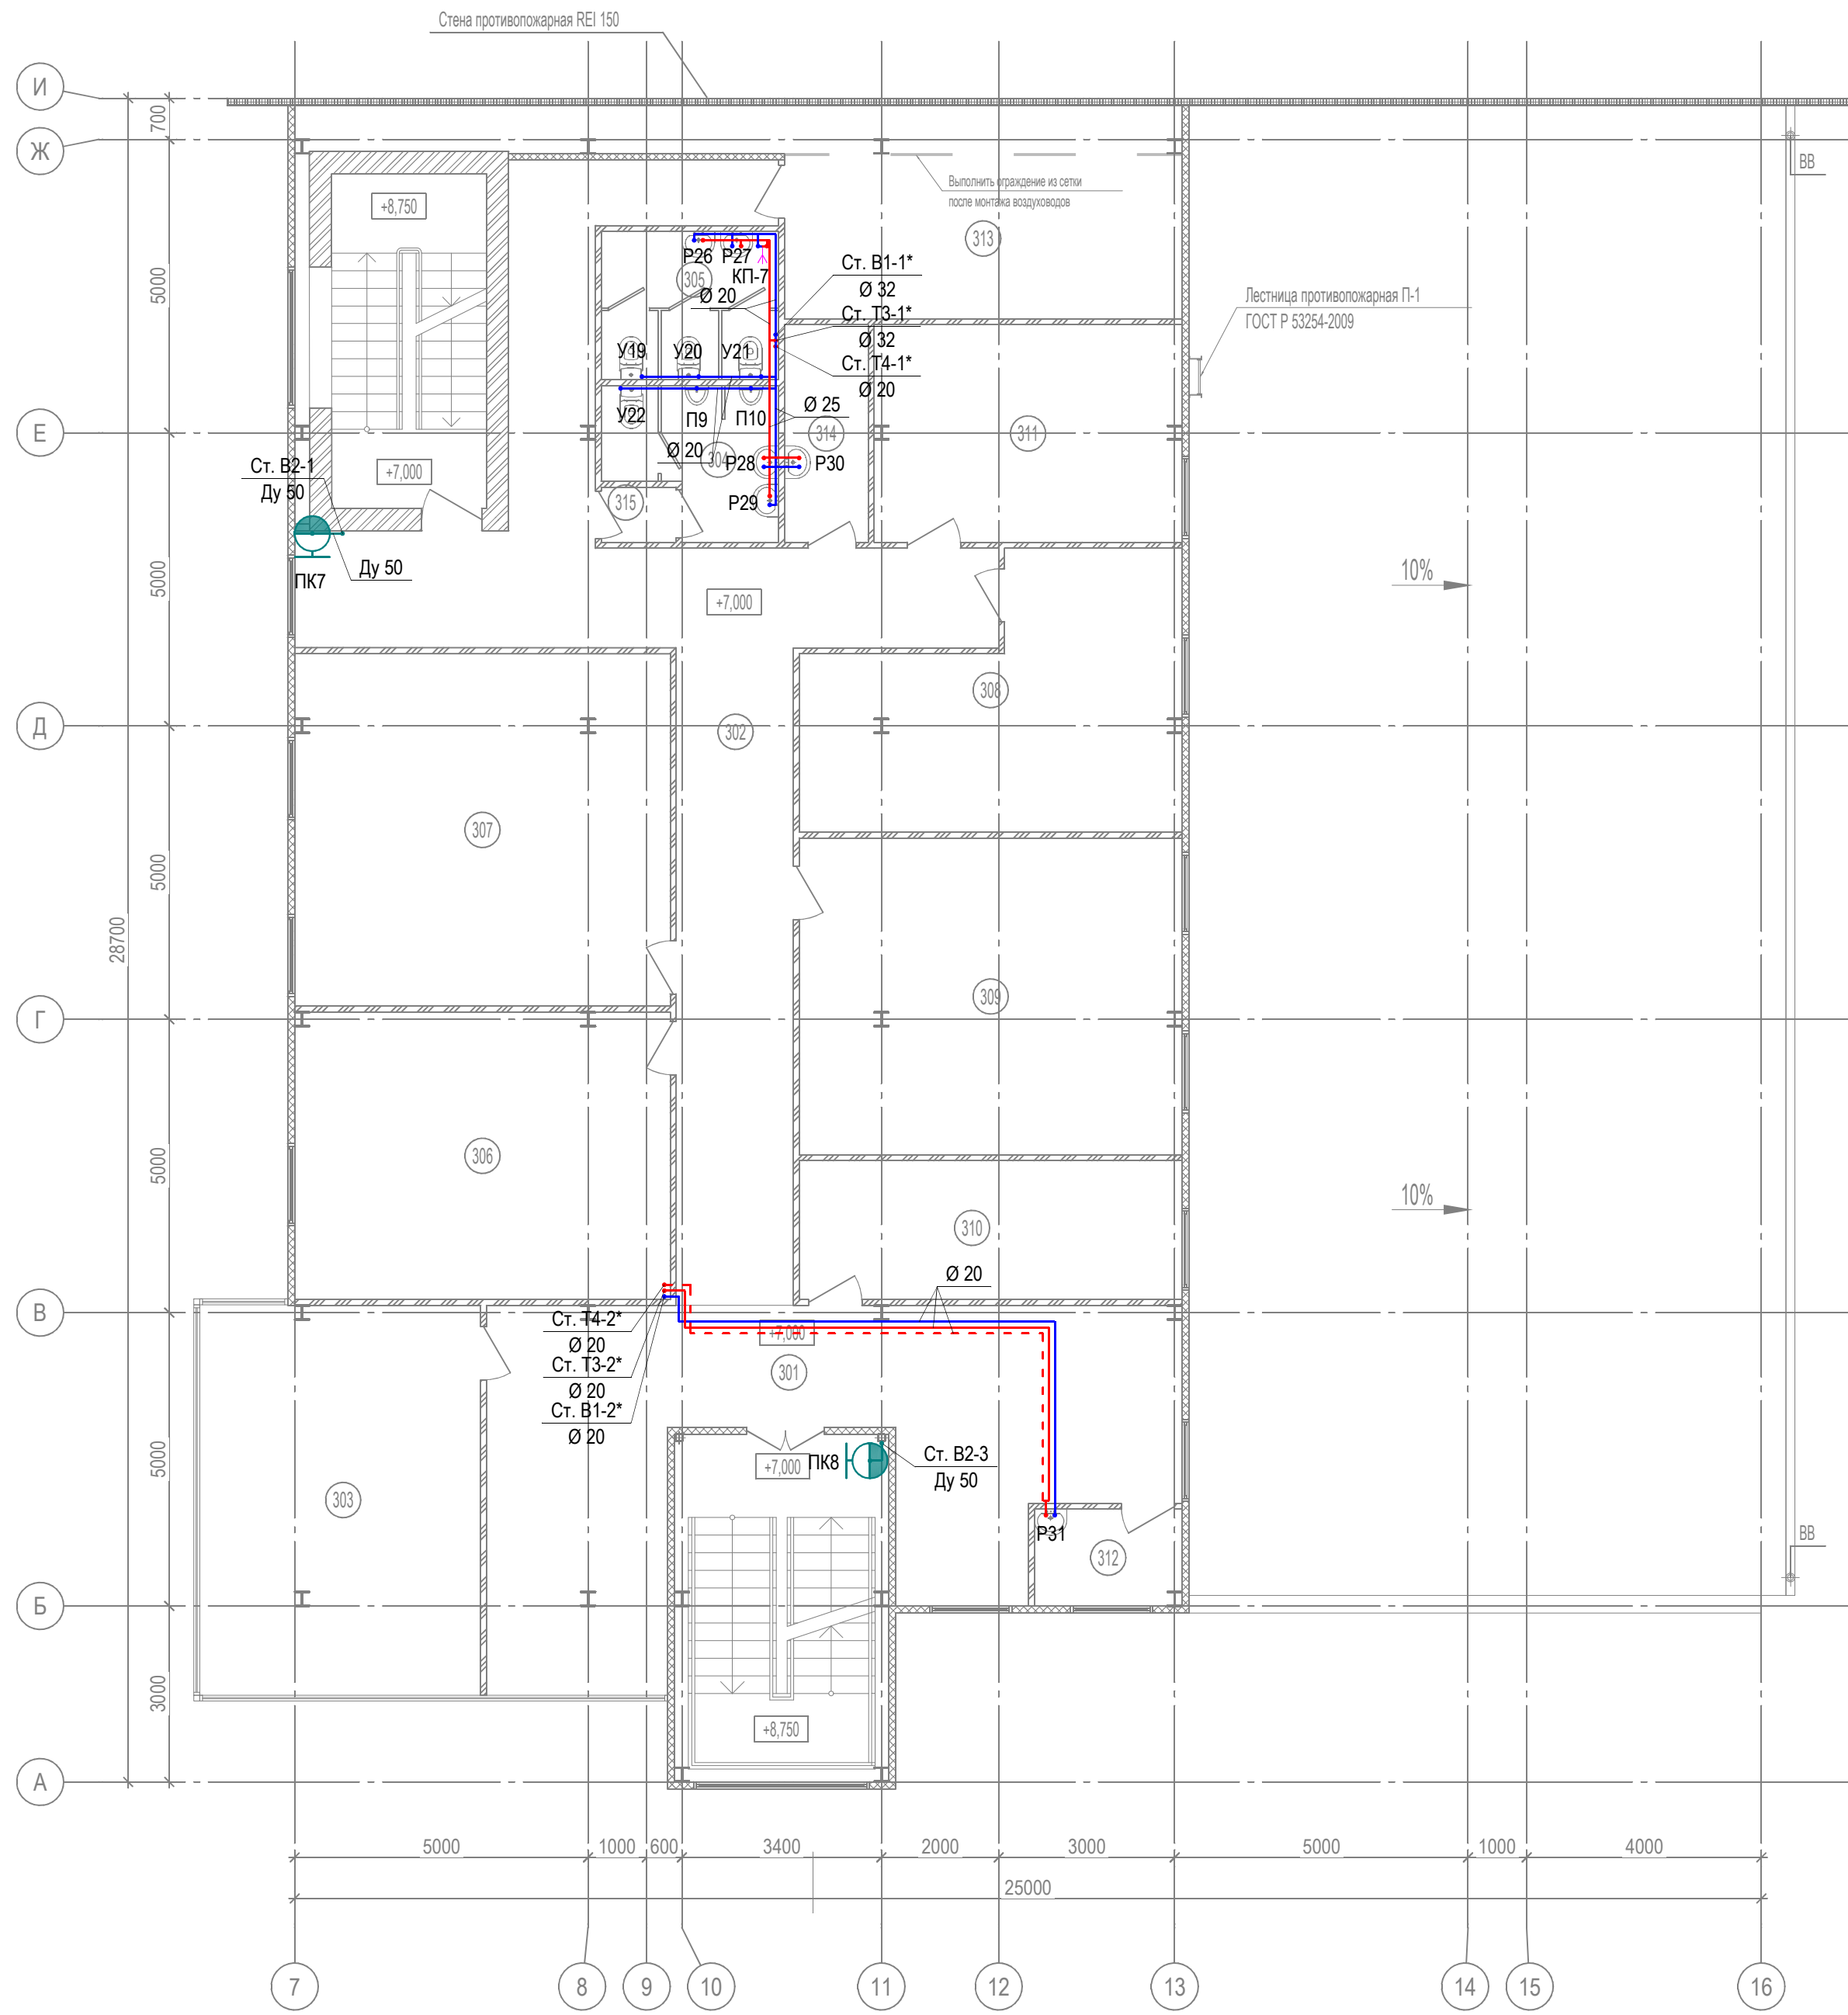 Стена противопожарная REI 150
И
700
Ж
ВВ
Выполнить ограждение из сетки
после монтажа воздуховодов
+8,750
313
Р26
Р27
305
КП-7
Ст. В1-1*
Ø 32
Ø 20
Ст. Т3-1*
Ø 32
Ст. Т4-1*
Ø 20
Лестница противопожарная П-1
ГОСТ Р 53254-2009
5000
У19
У20
У21
У22
П9
П10
Ø 25
314
311
Е
Ø 20
304
Р28
Р30
Р29
315
+7,000
Ст. В2-1
Ду 50
Ду 50
ПК7
5000
10%
+7,000
308
302
Д
307
5000
28700
309
Г
306
5000
10%
310
Ø 20
В
Ст. Т4-2*
Ø 20
Ст. Т3-2*
Ø 20
Ст. В1-2*
Ø 20
+7,000
301
5000
+7,000
ПК8
Ст. В2-3
Ду 50
303
Р31
312
ВВ
Б
3000
+8,750
А
5000
1000
600
3400
2000
3000
5000
1000
4000
25000
7
8
9
10
11
12
13
14
15
16